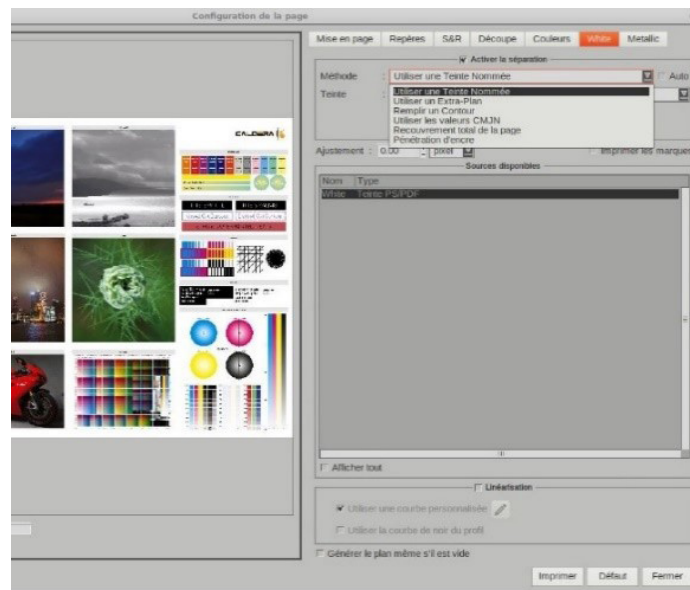 Configuration de la page
Mise en page Repères S&R Découpe Couleurs White Metallic
Activer la séparation
Méthode : Utiliser une Teinte Nommée Auto
Teinte :
Utiliser une Teinte Nommée
Utiliser un Extra-Plan
Remplir un Contour
Utiliser les valeurs CMJN
Recouvrement total de la page
Pénétration d'encre
Ajustement : 0.00 pixel Imprimer les marques
Sources disponibles
Nom Type
White Teinte PS/PDF
Afficher tout
Linéarisation
Utiliser une courbe personnalisée
Utiliser la courbe de noir du profil
Générer le plan même s'il est vide
Imprimer Défaut Fermer
CALDERA